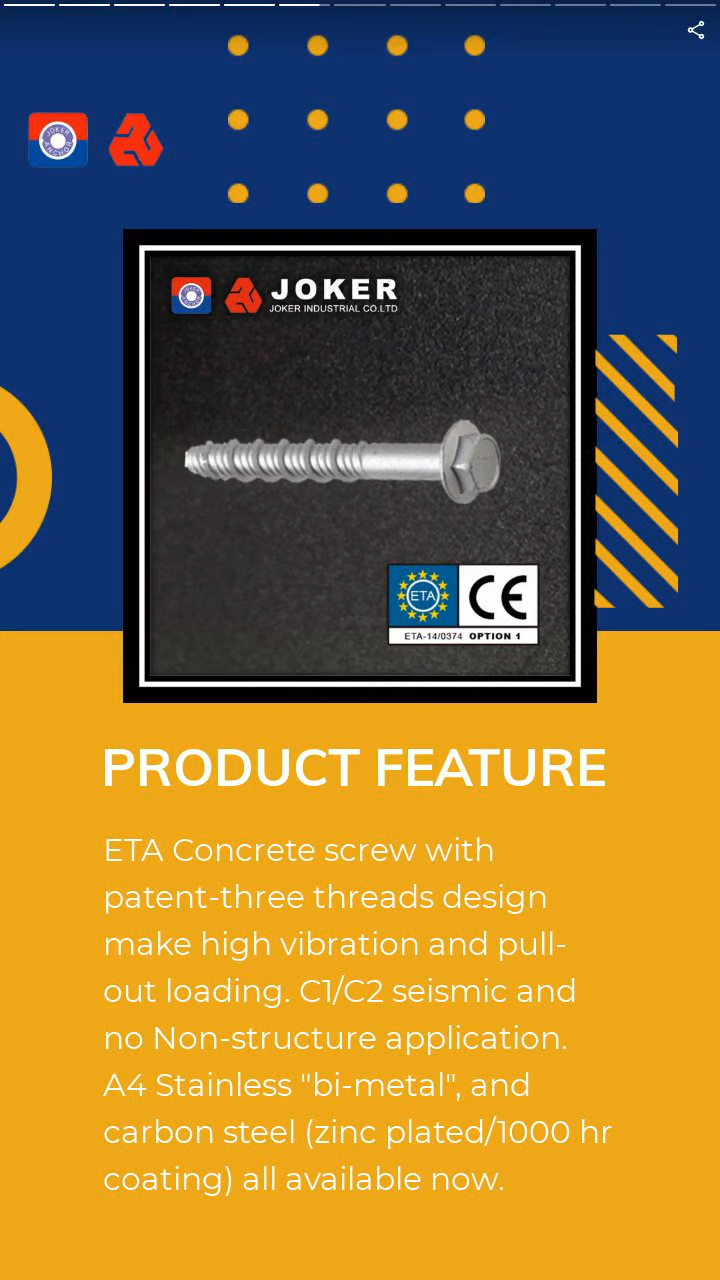 JOKER
ANCHOR
JOKER
JOKER INDUSTRIAL CO.LTD
ETA
CE
ETA-14/0374 OPTION 1
PRODUCT FEATURE
ETA Concrete screw with
patent-three threads design
make high vibration and pull-
out loading. C1/C2 seismic and
no Non-structure application.
A4 Stainless "bi-metal", and
carbon steel (zinc plated/1000 hr
coating) all available now.